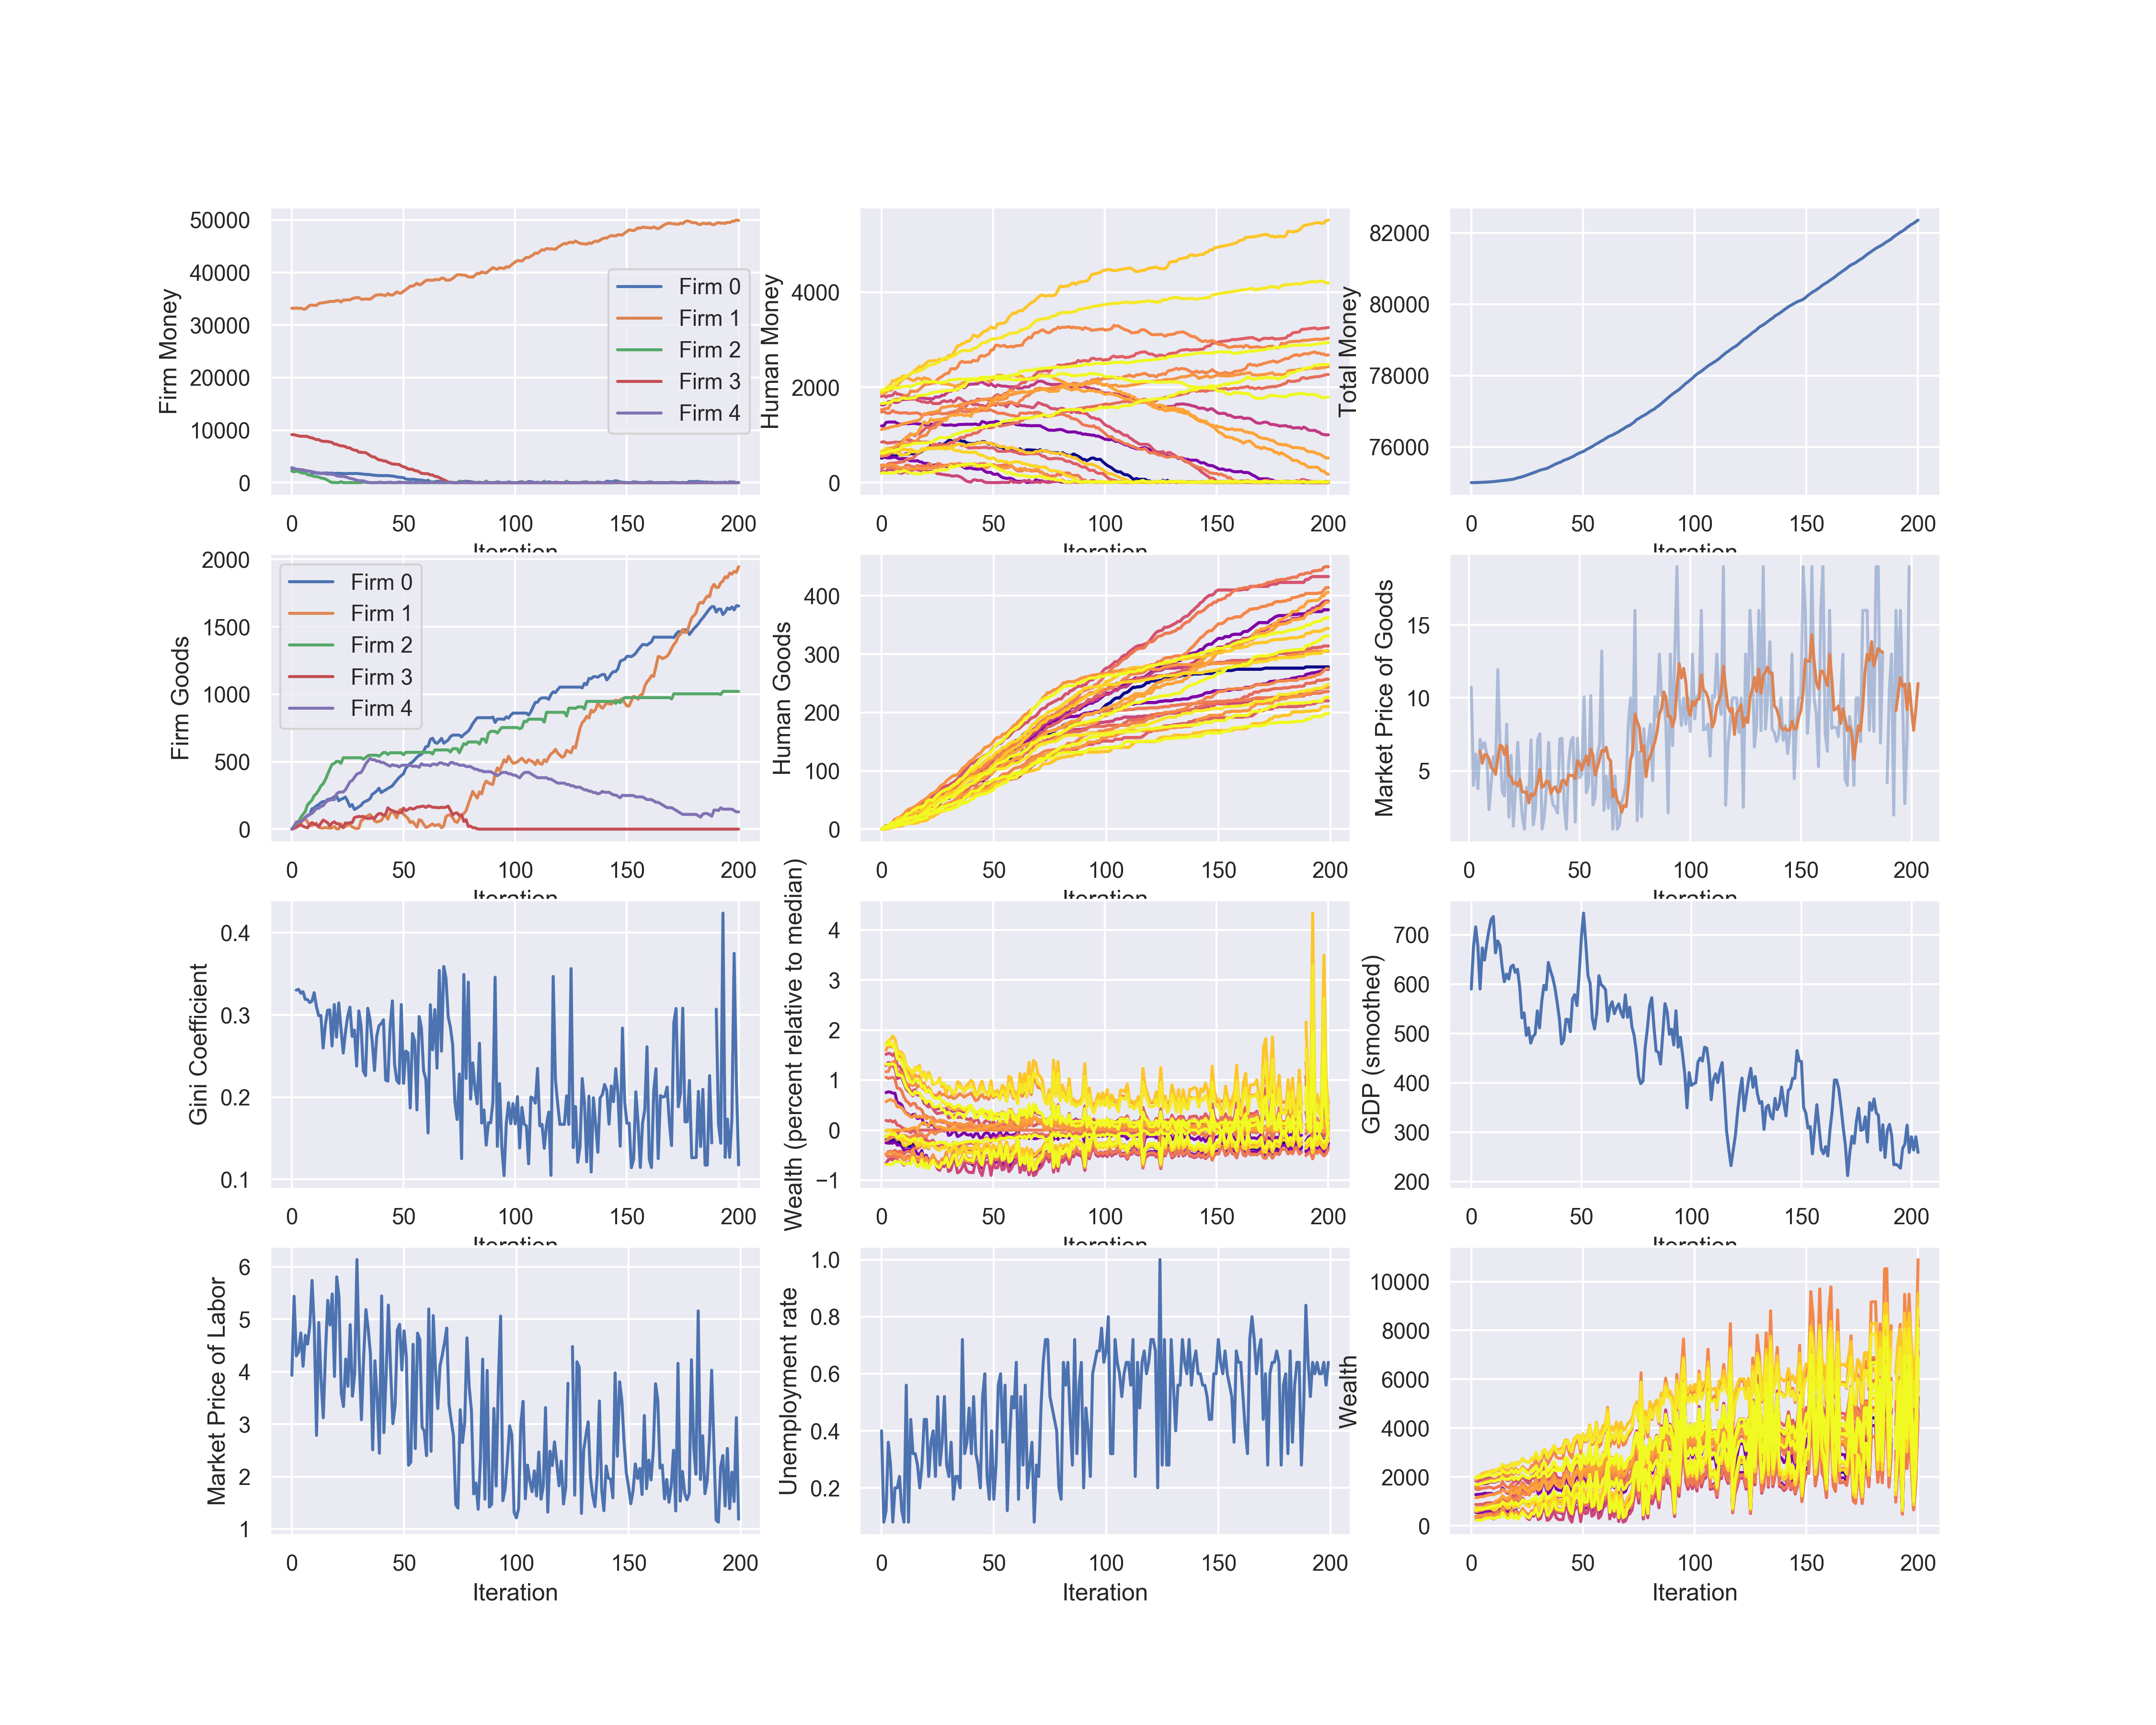 Firm Money
50000
40000
30000
20000
10000
0
0 50 100 150 200
Iteration
Firm 0
Firm 1
Firm 2
Firm 3
Firm 4
Human Money
4000
2000
0
0 50 100 150 200
Iteration
Total Money
82000
80000
78000
76000
0 50 100 150 200
Iteration
Firm Goods
2000
1500
1000
500
0
0 50 100 150 200
Iteration
Firm 0
Firm 1
Firm 2
Firm 3
Firm 4
Human Goods
400
300
200
100
0
0 50 100 150 200
Iteration
Market Price of Goods
15
10
5
0 50 100 150 200
Iteration
Gini Coefficient
0.4
0.3
0.2
0.1
0 50 100 150 200
Iteration
Wealth (percent relative to median)
4
3
2
1
0
−1
0 50 100 150 200
Iteration
GDP (smoothed)
700
600
500
400
300
200
0 50 100 150 200
Iteration
Market Price of Labor
6
5
4
3
2
1
0 50 100 150 200
Iteration
Unemployment rate
1.0
0.8
0.6
0.4
0.2
0 50 100 150 200
Iteration
Wealth
10000
8000
6000
4000
2000
0
0 50 100 150 200
Iteration